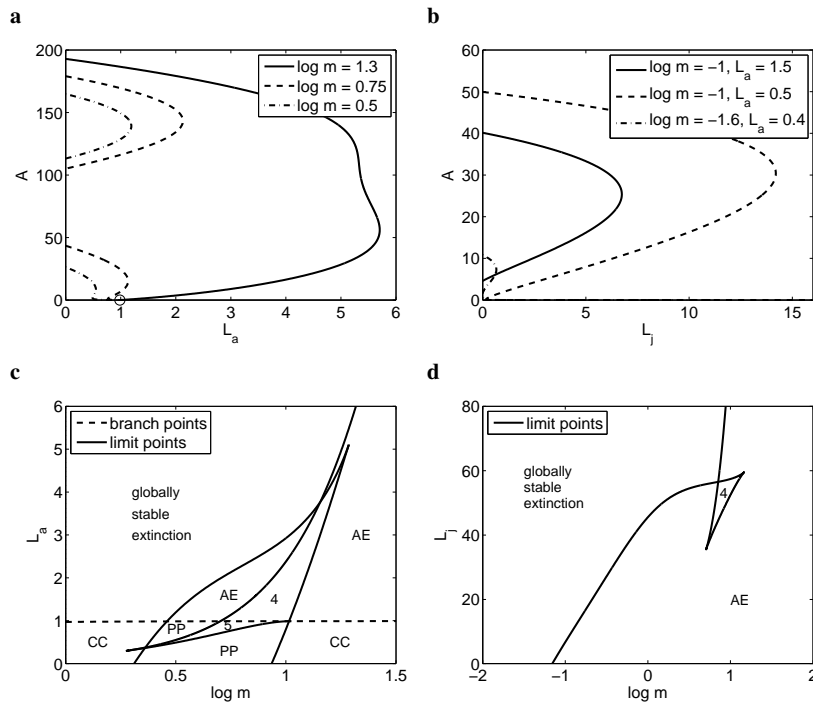 a
200
150
100
50
0
A
0 1 2 3 4 5 6
L_a
log m = 1.3
log m = 0.75
log m = 0.5
b
60
50
40
30
20
10
0
A
0 5 10 15
L_j
log m = −1, L_a = 1.5
log m = −1, L_a = 0.5
log m = −1.6, L_a = 0.4
c
6
5
4
3
2
1
0
L_a
0 0.5 1 1.5
log m
branch points
limit points
globally
stable
extinction
AE
AE
4
PP
5
CC
PP
CC
d
80
60
40
20
0
L_j
−2 −1 0 1 2
log m
limit points
globally
stable
extinction
4
AE